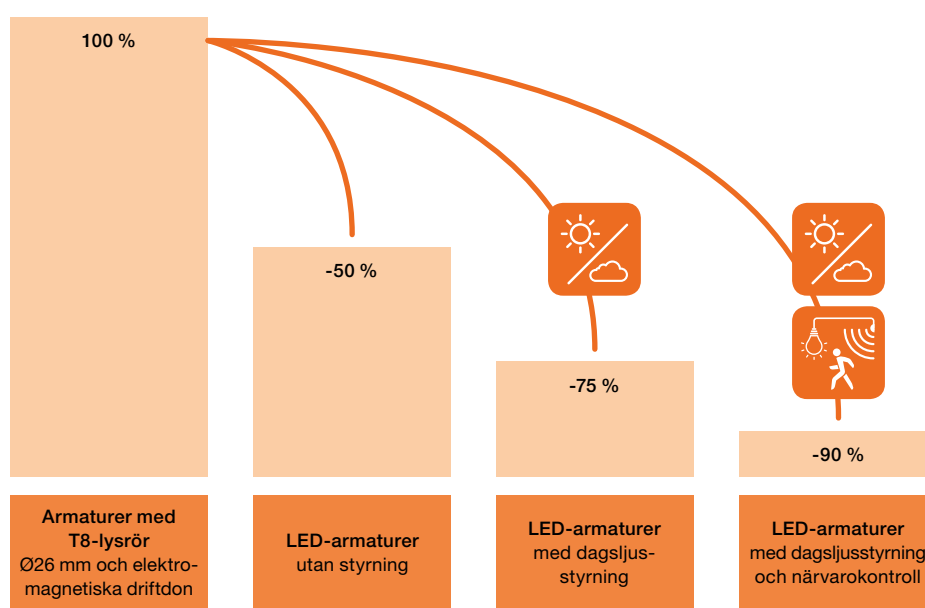 100 %
-50 %
-75 %
-90 %
Armaturer med
T8-lysrör
Ø26 mm och elektro-
magnetiska driftdon
LED-armaturer
utan styrning
LED-armaturer
med dagsljus-
styrning
LED-armaturer
med dagsljusstyrning
och närvarokontroll